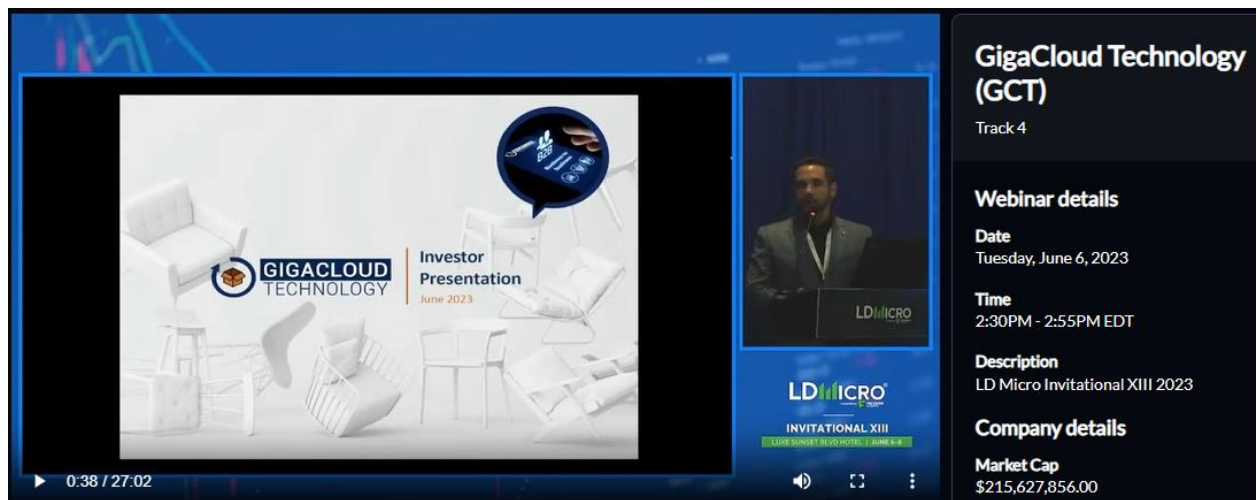 B2B
GIGACLOUD
TECHNOLOGY
Investor
Presentation
June 2023
LDMICRO
LDMICRO
INVITATIONAL XIII
LUXE SUNSET BLVD HOTEL | JUNE 6-8
0:38 / 27:02
GigaCloud Technology
(GCT)
Track 4
Webinar details
Date
Tuesday, June 6, 2023
Time
2:30PM - 2:55PM EDT
Description
LD Micro Invitational XIII 2023
Company details
Market Cap
$215,627,856.00